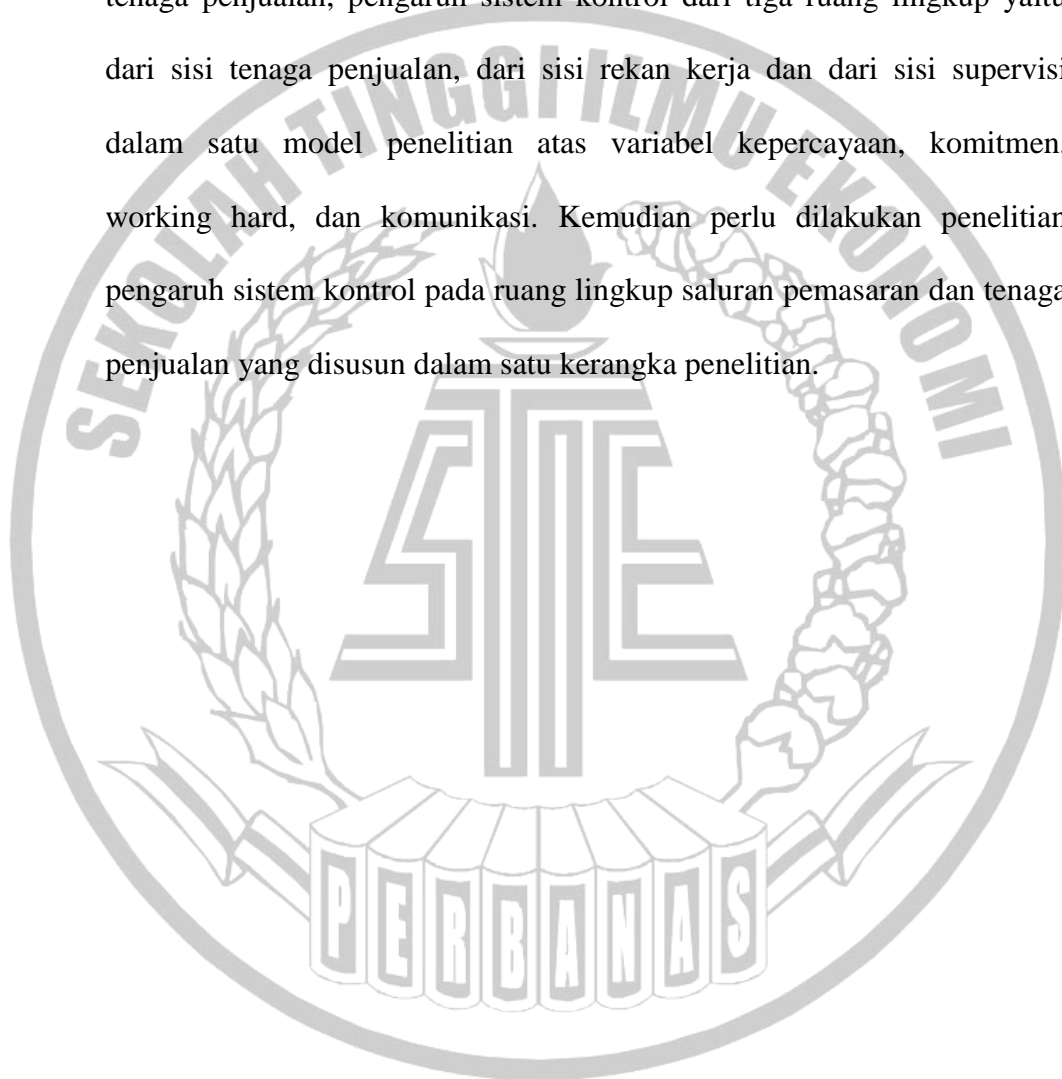 tenaga penjualan, pengaruh sistem kontrol dari tiga ruang lingkup yaitu
dari sisi tenaga penjualan, dari sisi rekan kerja dan dari sisi supervisi
dalam satu model penelitian atas variabel kepercayaan, komitmen,
working hard, dan komunikasi. Kemudian perlu dilakukan penelitian
pengaruh sistem kontrol pada ruang lingkup saluran pemasaran dan tenaga
penjualan yang disusun dalam satu kerangka penelitian.
SEKOLAH TINGGI ILMU EKONOMI
STIE
PERBANAS